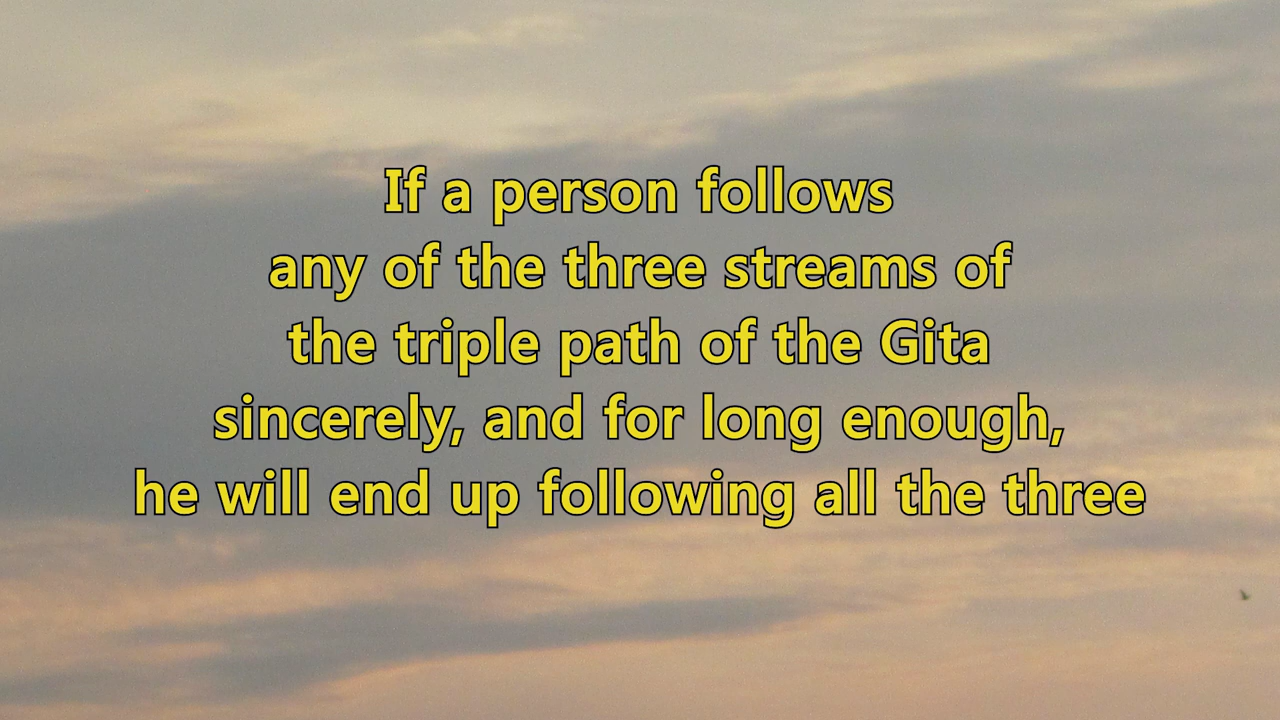 If a person follows
any of the three streams of
the triple path of the Gita
sincerely, and for long enough,
he will end up following all the three